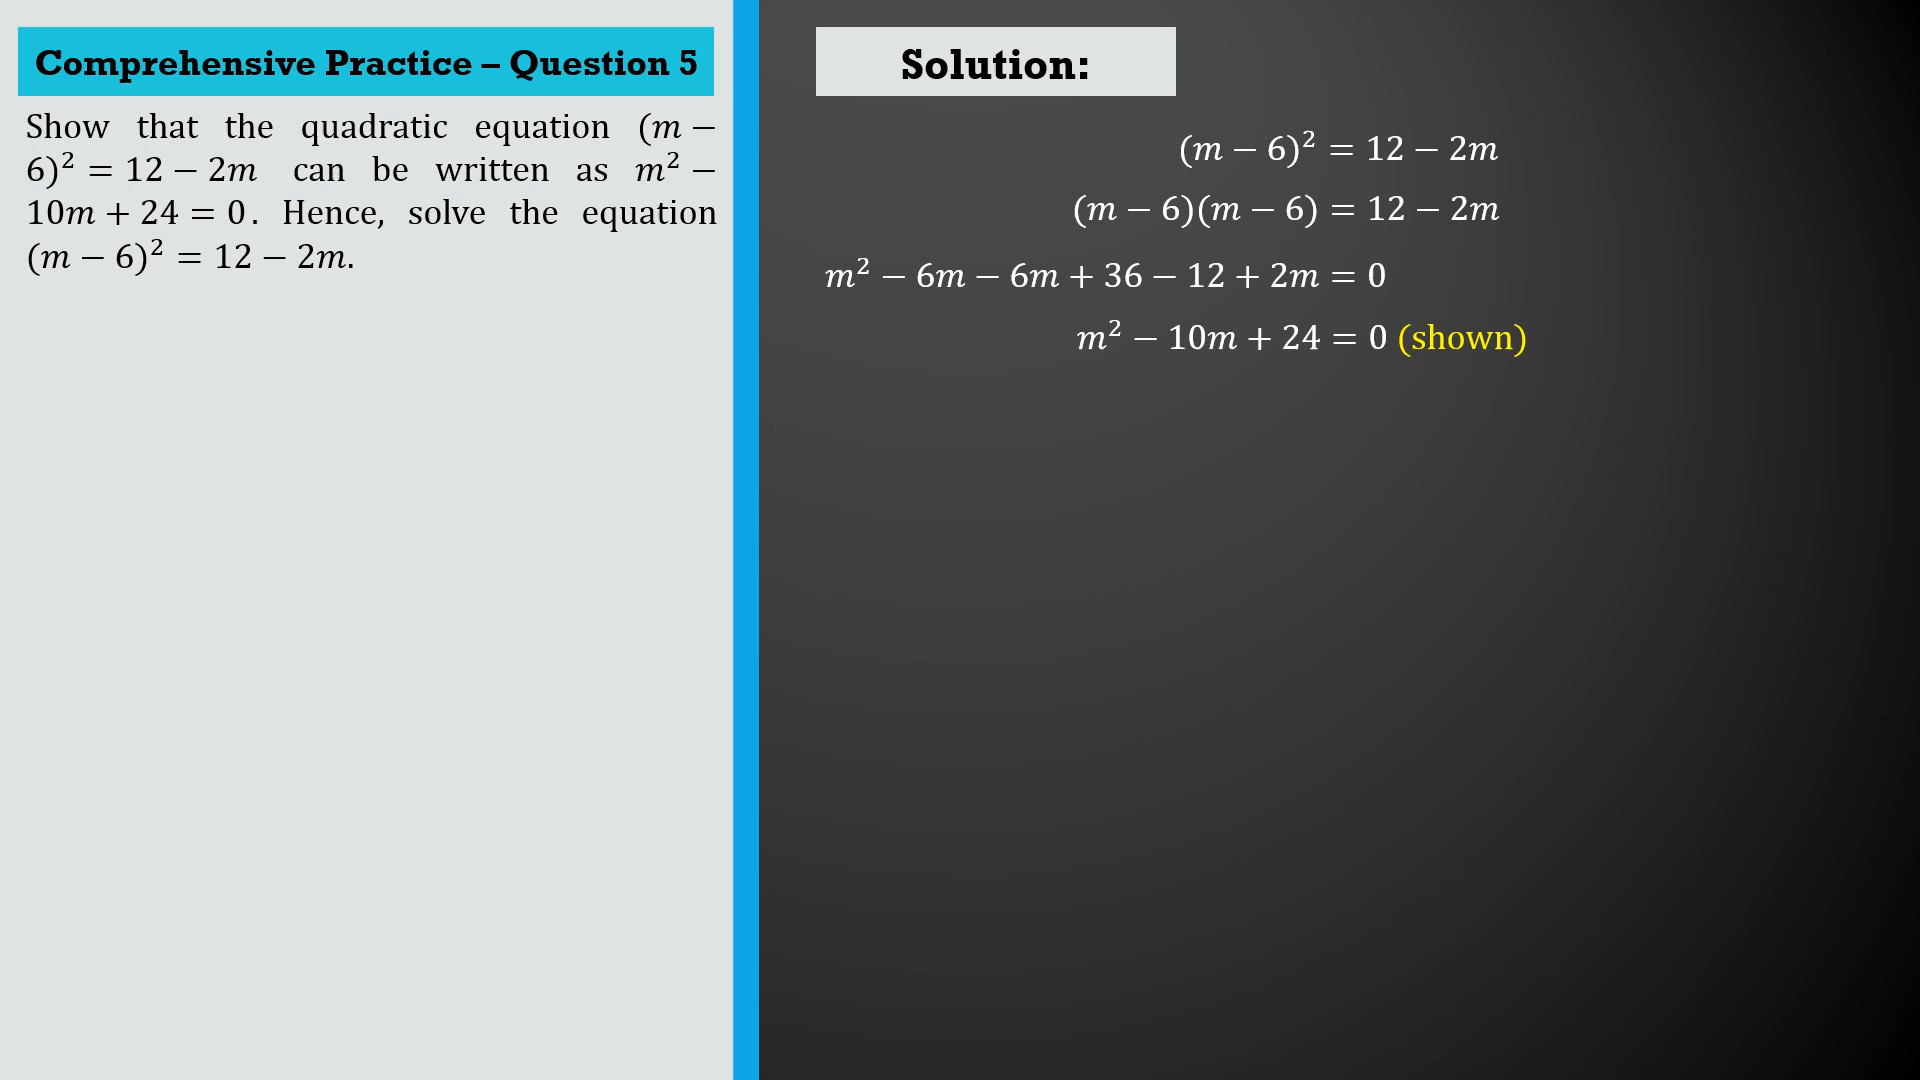 Comprehensive Practice – Question 5
Show that the quadratic equation (m −
6)² = 12 − 2m can be written as m² −
10m + 24 = 0. Hence, solve the equation
(m − 6)² = 12 − 2m.
Solution:
(m − 6)² = 12 − 2m
(m − 6)(m − 6) = 12 − 2m
m² − 6m − 6m + 36 − 12 + 2m = 0
m² − 10m + 24 = 0 (shown)